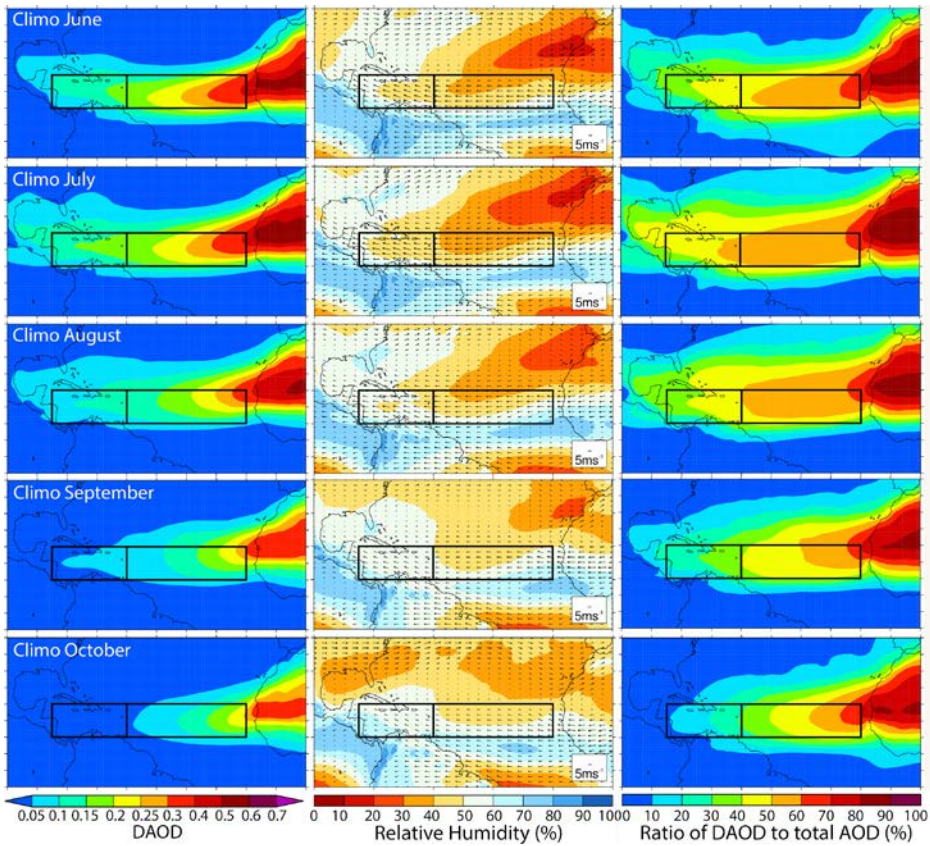 Climo June
5ms⁻¹
Climo July
5ms⁻¹
Climo August
5ms⁻¹
Climo September
5ms⁻¹
Climo October
5ms⁻¹
0.05 0.1 0.15 0.2 0.25 0.3 0.4 0.5 0.6 0.7
DAOD
0 10 20 30 40 50 60 70 80 90 100
Relative Humidity (%)
0 10 20 30 40 50 60 70 80 90 100
Ratio of DAOD to total AOD (%)